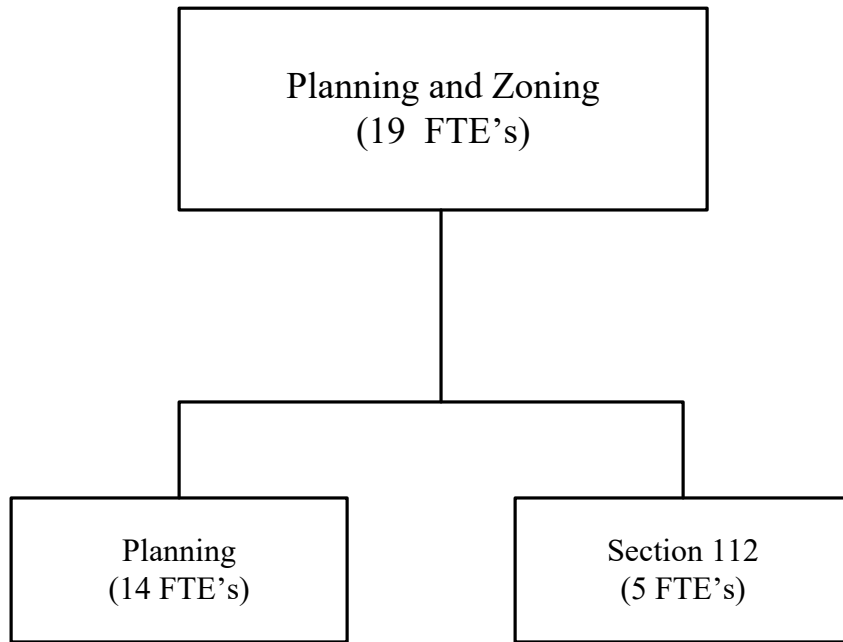 Planning and Zoning
(19  FTE’s)
Planning
(14 FTE’s)
Section 112
(5 FTE’s)